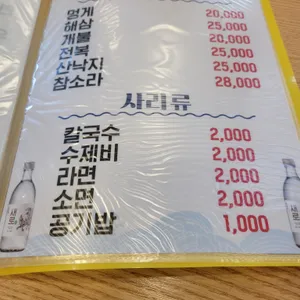 멍게 20,000
해삼 25,000
개불 20,000
전복 25,000
산낙지 25,000
참소라 28,000
사리류
칼국수 2,000
수제비 2,000
라면 2,000
소면 2,000
공기밥 1,000
새로